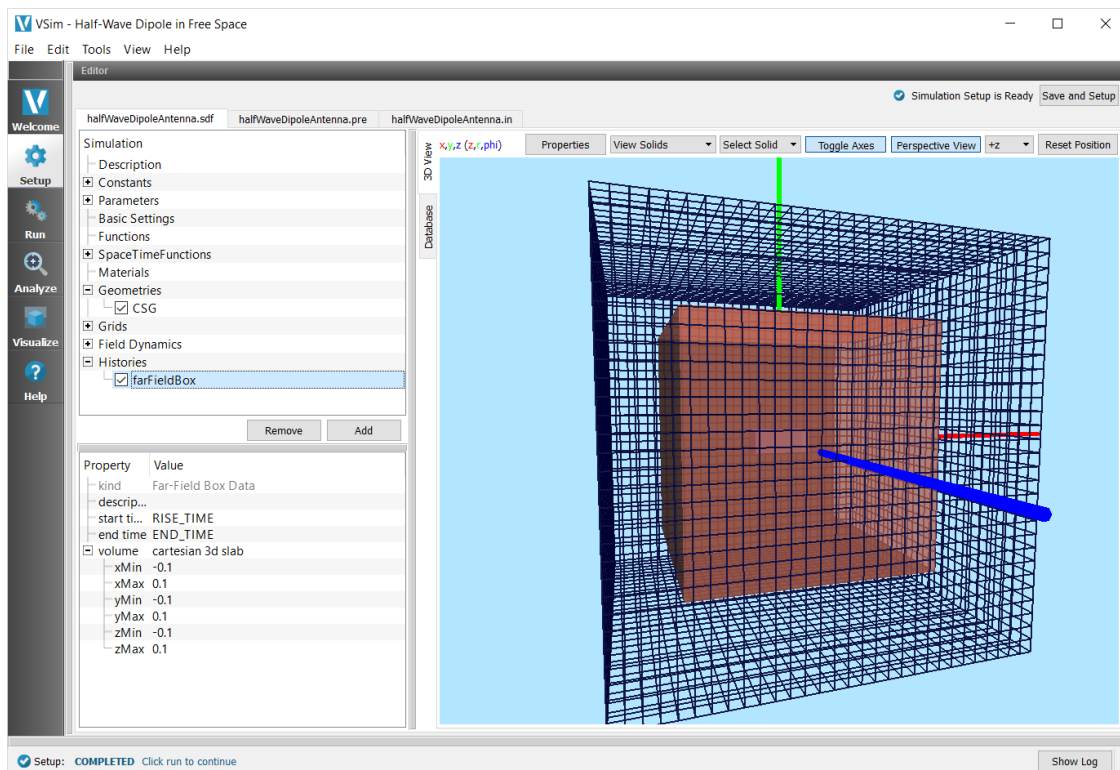 VSim - Half-Wave Dipole in Free Space
File Edit Tools View Help
Editor
Simulation Setup is Ready Save and Setup
Welcome
Setup
Run
Analyze
Visualize
Help
halfWaveDipoleAntenna.sdf halfWaveDipoleAntenna.pre halfWaveDipoleAntenna.in
Simulation
Description
Constants
Parameters
Basic Settings
Functions
SpaceTimeFunctions
Materials
Geometries
CSG
Grids
Field Dynamics
Histories
farFieldBox
Remove Add
Property Value
kind Far-Field Box Data
descrip...
start ti... RISE_TIME
end time END_TIME
volume cartesian 3d slab
xMin -0.1
xMax 0.1
yMin -0.1
yMax 0.1
zMin -0.1
zMax 0.1
3D View
Database
x,y,z (z,r,phi) Properties View Solids Select Solid Toggle Axes Perspective View +z Reset Position
Setup: COMPLETED Click run to continue Show Log